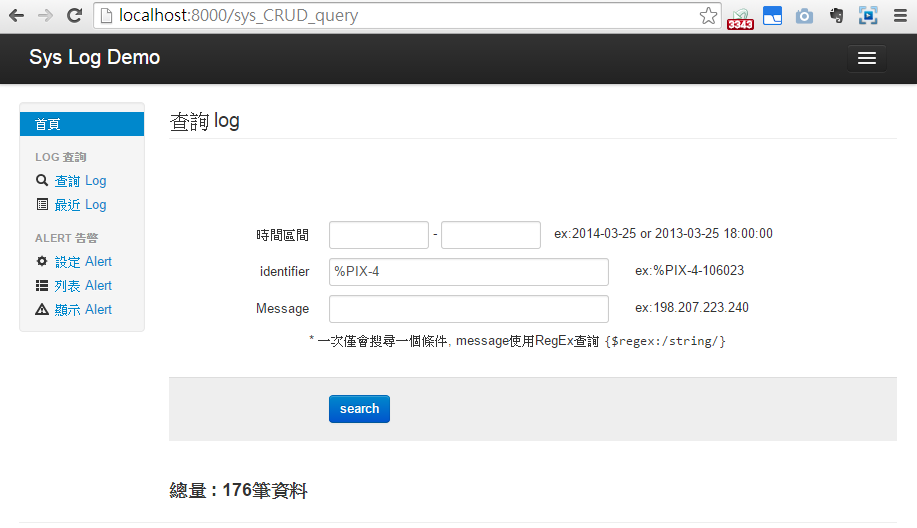 localhost:8000/sys_CRUD_query
3343
Sys Log Demo
首頁
LOG 查詢
查詢 Log
最近 Log
ALERT 告警
設定 Alert
列表 Alert
顯示 Alert
查詢 log
時間區間 - ex:2014-03-25 or 2013-03-25 18:00:00
identifier %PIX-4 ex:%PIX-4-106023
Message ex:198.207.223.240
* 一次僅會搜尋一個條件, message使用RegEx查詢 {$regex:/string/}
search
總量 : 176筆資料